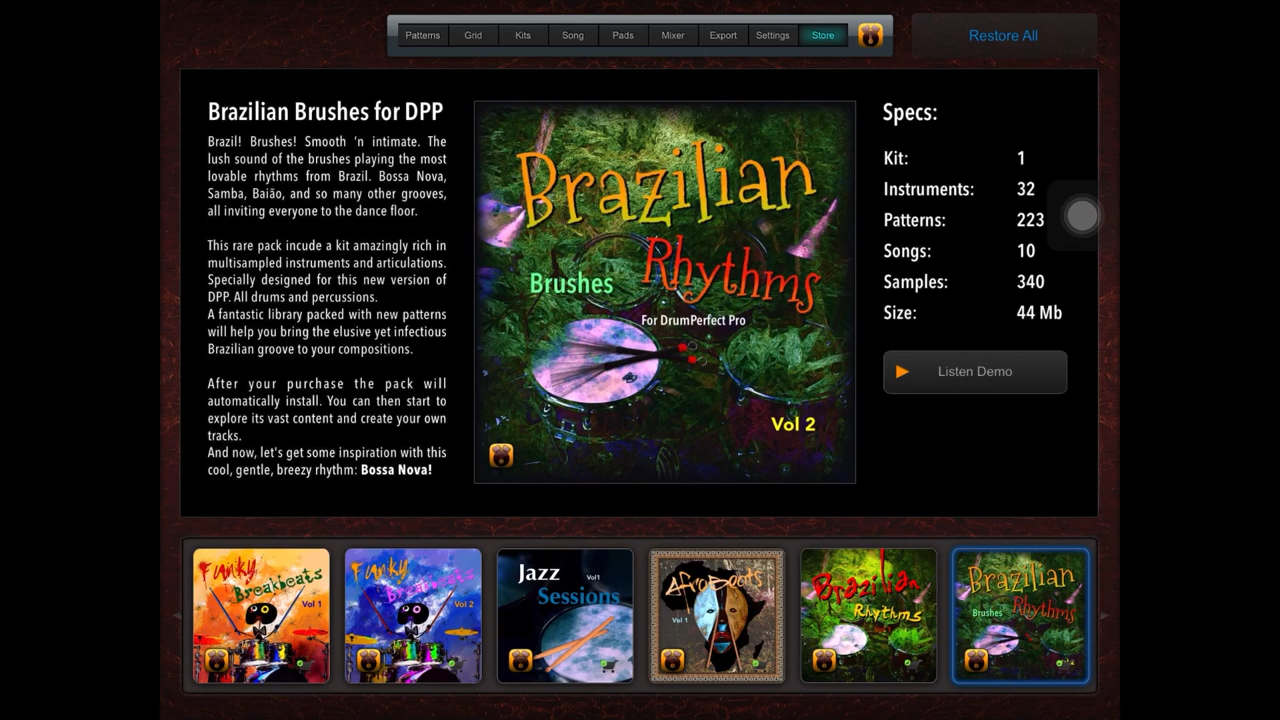 Patterns
Grid
Kits
Song
Pads
Mixer
Export
Settings
Store
Restore All
Brazilian Brushes for DPP
Brazil! Brushes! Smooth 'n intimate. The
lush sound of the brushes playing the most
lovable rhythms from Brazil. Bossa Nova,
Samba, Baião, and so many other grooves,
all inviting everyone to the dance floor.
This rare pack incude a kit amazingly rich in
multisampled instruments and articulations.
Specially designed for this new version of
DPP. All drums and percussions.
A fantastic library packed with new patterns
will help you bring the elusive yet infectious
Brazilian groove to your compositions.
After your purchase the pack will
automatically install. You can then start to
explore its vast content and create your own
tracks.
And now, let's get some inspiration with this
cool, gentle, breezy rhythm: Bossa Nova!
Brazilian
Rhythms
Brushes
For DrumPerfect Pro
Vol 2
Specs:
Kit: 1
Instruments: 32
Patterns: 223
Songs: 10
Samples: 340
Size: 44 Mb
Listen Demo
Funky
Breakbeats
Vol 1
Funky
Breakbeats
Vol 2
Jazz
Vol1
Sessions
AfroBeats
Vol 1
Brazilian
Rhythms
Brazilian
Brushes
Rhythms